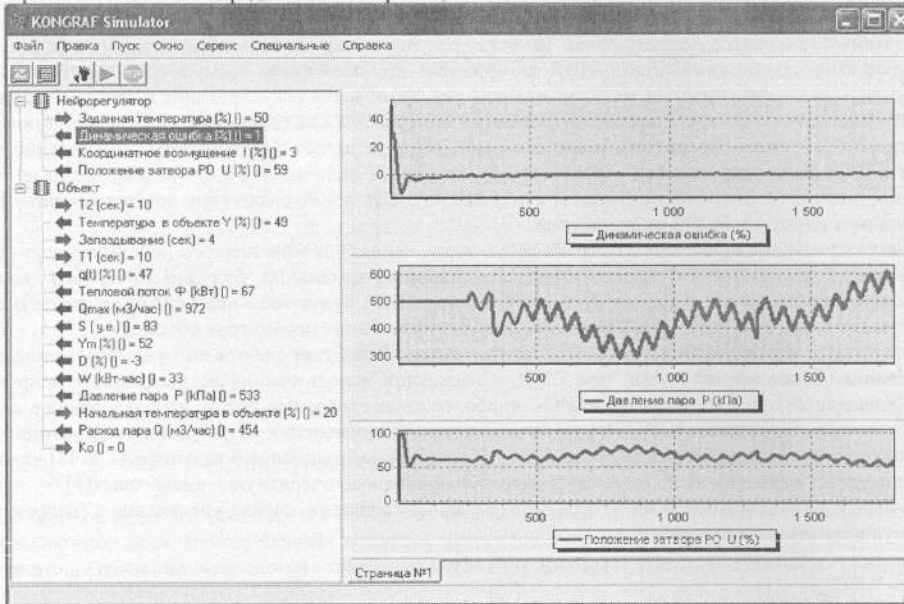 KONGRAF Simulator
Файл Правка Пуск Окно Сервис Специальные Справка
Нейрорегулятор
Заданная температура (%) () = 50
Динамическая ошибка (%) () = 1
Координатное возмущение f (%) () = 3
Положение затвора РО U (%) () = 59
Объект
T2 (сек) = 10
Температура в объекте Y (%) () = 49
Запаздывание (сек) = 4
T1 (сек) = 10
q(t) (%) () = 47
Тепловой поток Ф (кВт) () = 57
Qmax (м3/час) () = 972
S ( у.е.) () = 83
Ym (%) () = 52
D (%) () = -3
W (кВт-час) () = 33
Давление пара P (кПа) () = 533
Начальная температура в объекте (%) () = 20
Расход пара Q (м3/час) () = 454
Ko () = 0
40
20
0
500 1 000 1 500
Динамическая ошибка (%)
600
500
400
300
500 1 000 1 500
Давление пара P (кПа)
100
50
0
500 1 000 1 500
Положение затвора РО U (%)
Страница №1